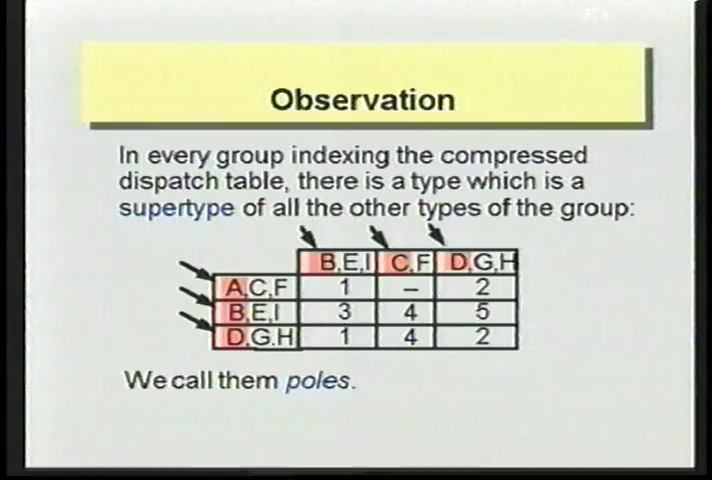 Observation
In every group indexing the compressed
dispatch table, there is a type which is a
supertype of all the other types of the group:
B,E,I C,F D,G,H
A,C,F 1 – 2
B,E,I 3 4 5
D,G.H 1 4 2
We call them poles.